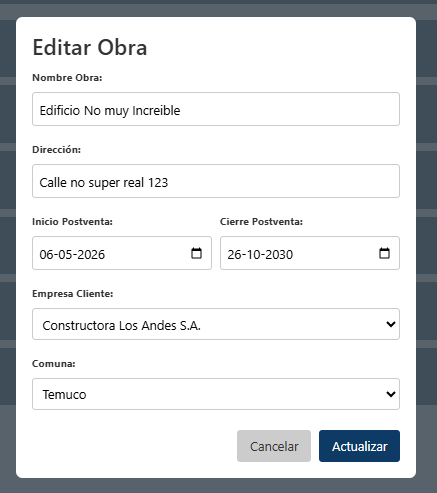 Editar Obra
Nombre Obra:
Edificio No muy Increible
Dirección:
Calle no super real 123
Inicio Postventa: Cierre Postventa:
06-05-2026 26-10-2030
Empresa Cliente:
Constructora Los Andes S.A.
Comuna:
Temuco
Cancelar Actualizar